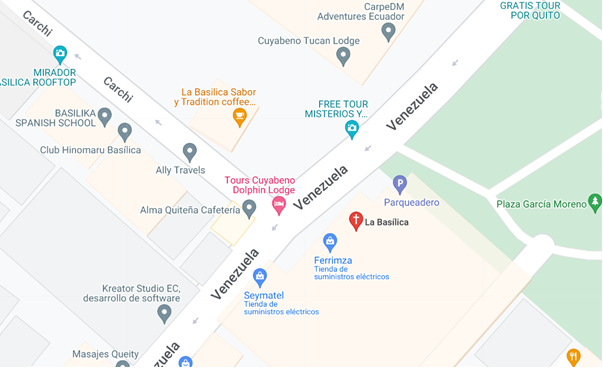 GRATIS TOUR
POR QUITO
CarpeDM
Adventures Ecuador
Carchi
Cuyabeno Tucan Lodge
MIRADOR
ASILICA ROOFTOP
Carchi
La Basilica Sabor
y Tradition coffee...
FREE TOUR
MISTERIOS Y...
Venezuela
BASILIKA
SPANISH SCHOOL
Club Hinomaru Basílica
Ally Travels
Tours Cuyabeno
Dolphin Lodge
Venezuela
Parqueadero
Plaza García Moreno
Alma Quiteña Cafetería
La Basílica
Ferrimza
Tienda de
suministros eléctricos
Venezuela
Kreator Studio EC,
desarrollo de software
Seymatel
Tienda de
suministros eléctricos
Masajes Queity
zuela